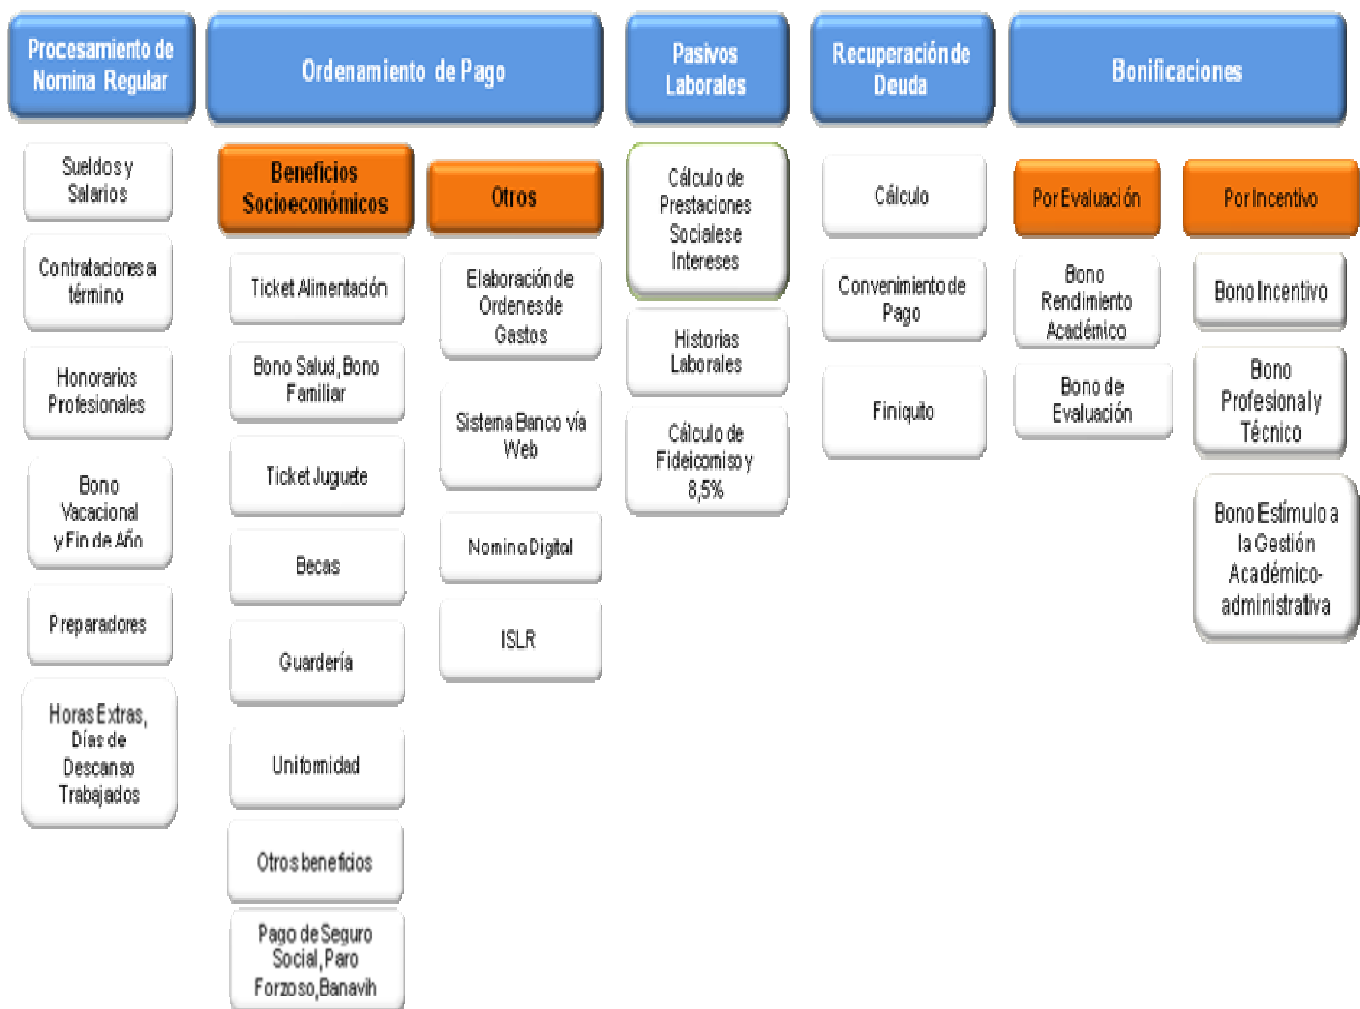 Procesamiento de
Nomina Regular
Sueldos y
Salarios
Contrataciones a
término
Honorarios
Profesionales
Bono
Vacacional
y Fin de Año
Preparadores
Horas Extras,
Días de
Descanso
Trabajados
Ordenamiento de Pago
Beneficios
Socioeconómicos
Ticket Alimentación
Bono Salud, Bono
Familiar
Ticket Juguete
Becas
Guardería
Uniformidad
Otros beneficios
Pago de Seguro
Social, Paro
Forzoso, Banavih
Otros
Elaboración de
Ordenes de
Gastos
Sistema Banco vía
Web
Nomina Digital
ISLR
Pasivos
Laborales
Cálculo de
Prestaciones
Sociales e
Intereses
Historias
Laborales
Cálculo de
Fideicomiso y
8,5%
Recuperación de
Deuda
Cálculo
Convenimiento de
Pago
Finiquito
Bonificaciones
Por Evaluación
Bono
Rendimiento
Académico
Bono de
Evaluación
Por Incentivo
Bono Incentivo
Bono
Profesional y
Técnico
Bono Estímulo a
la Gestión
Académico-
administrativa